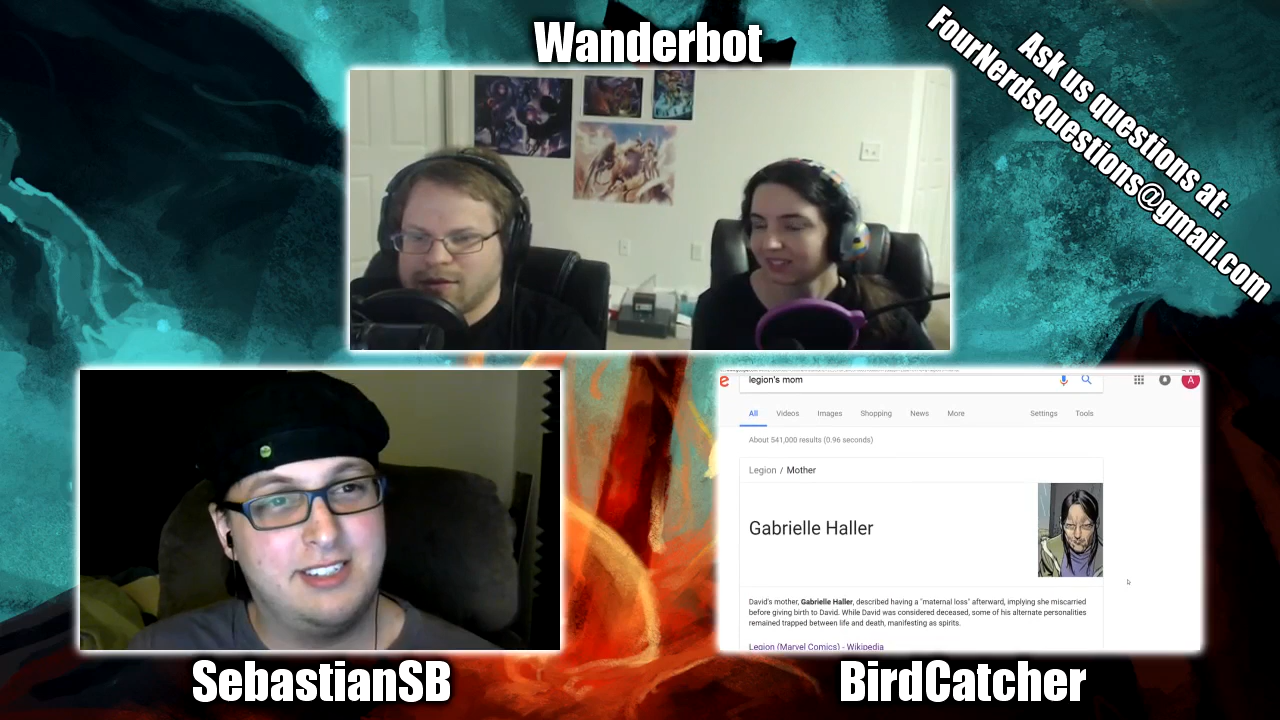 Wanderbot
Ask us questions at:
FourNerdsQuestions@gmail.com
legion's mom
A
All Videos Images Shopping News More Settings Tools
About 541,000 results (0.96 seconds)
Legion / Mother
Gabrielle Haller
David's mother, Gabrielle Haller, described having a "maternal loss" afterward, implying she miscarried
before giving birth to David. While David was considered deceased, some of his alternate personalities
remained trapped between life and death, manifesting as spirits.
Legion (Marvel Comics) - Wikipedia
SebastianSB
BirdCatcher